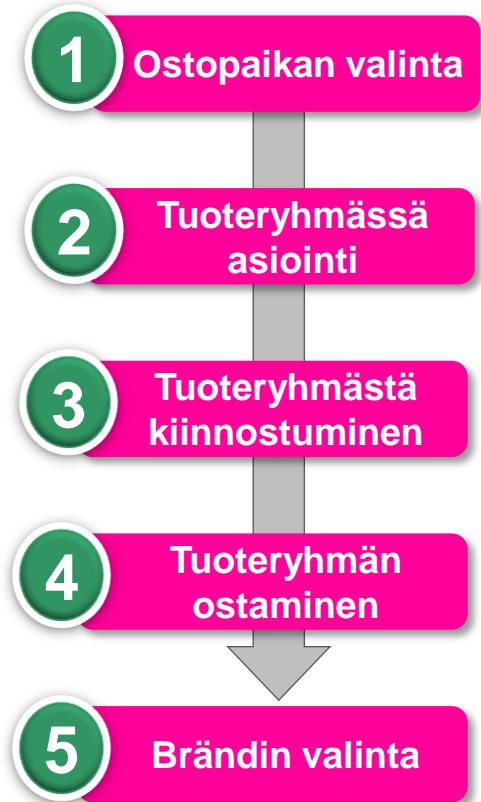 1 Ostopaikan valinta
2 Tuoteryhmässä
asiointi
3 Tuoteryhmästä
kiinnostuminen
4 Tuoteryhmän
ostaminen
5 Brändin valinta